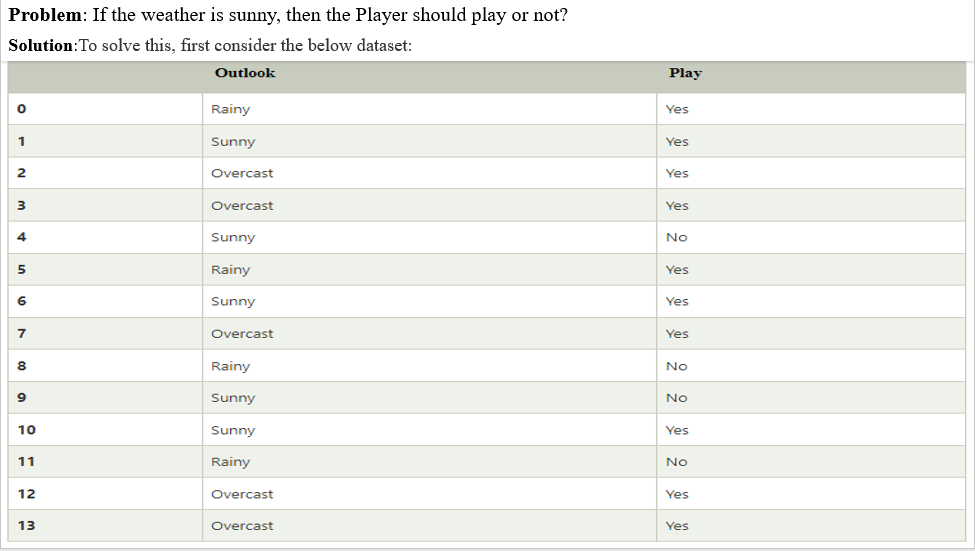 Problem: If the weather is sunny, then the Player should play or not?
Solution:To solve this, first consider the below dataset:
Outlook Play
0 Rainy Yes
1 Sunny Yes
2 Overcast Yes
3 Overcast Yes
4 Sunny No
5 Rainy Yes
6 Sunny Yes
7 Overcast Yes
8 Rainy No
9 Sunny No
10 Sunny Yes
11 Rainy No
12 Overcast Yes
13 Overcast Yes